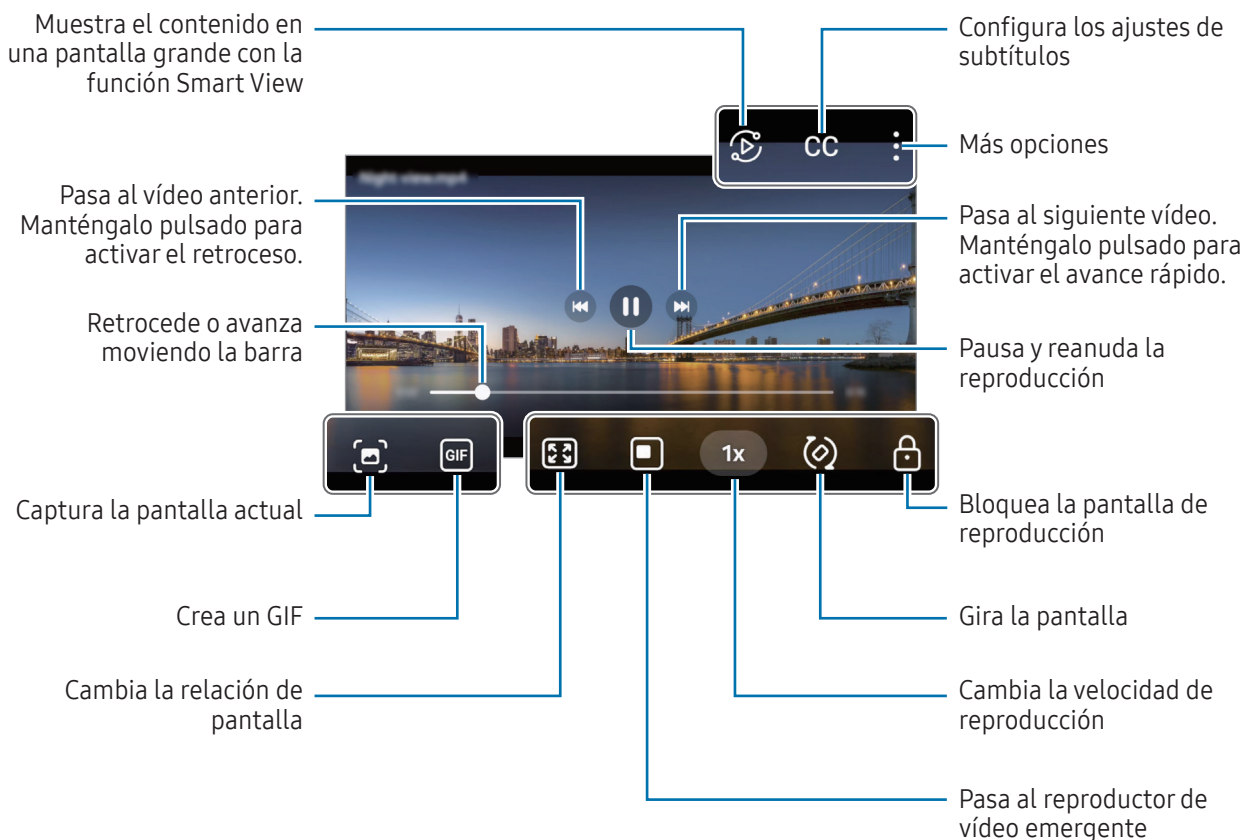 Muestra el contenido en
una pantalla grande con la
función Smart View
Configura los ajustes de
subtítulos
CC
Más opciones
Pasa al vídeo anterior.
Manténgalo pulsado para
activar el retroceso.
Pasa al siguiente vídeo.
Manténgalo pulsado para
activar el avance rápido.
Retrocede o avanza
moviendo la barra
Pausa y reanuda la
reproducción
GIF
1x
Captura la pantalla actual
Bloquea la pantalla de
reproducción
Crea un GIF
Gira la pantalla
Cambia la relación de
pantalla
Cambia la velocidad de
reproducción
Pasa al reproductor de
vídeo emergente